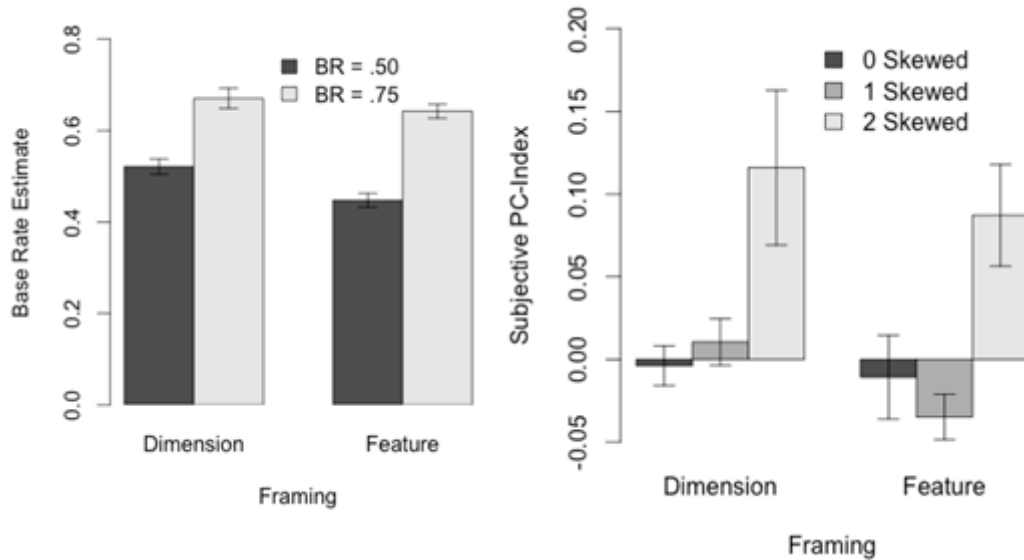 Base Rate Estimate
0.8
0.6
0.4
0.2
0.0
BR = .50
BR = .75
Dimension
Feature
Framing
Subjective PC-Index
0.20
0.15
0.10
0.05
0.00
-0.05
0 Skewed
1 Skewed
2 Skewed
Dimension
Feature
Framing